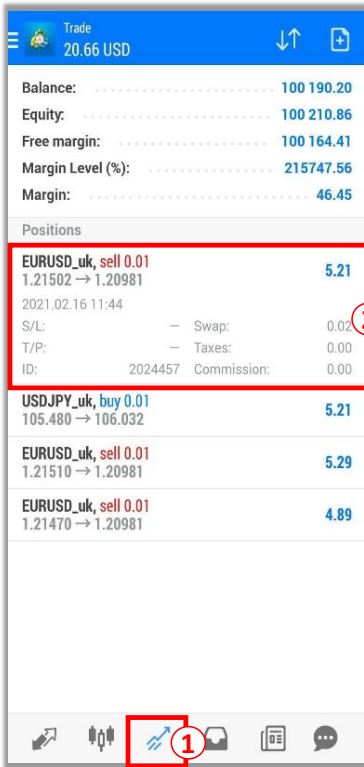 Trade
20.66 USD
Balance: 100 190.20
Equity: 100 210.86
Free margin: 100 164.41
Margin Level (%): 215747.56
Margin: 46.45
Positions
EURUSD_uk, sell 0.01 5.21
1.21502 → 1.20981
2021.02.16 11:44
S/L: – Swap: 0.02
T/P: – Taxes: 0.00
ID: 2024457 Commission: 0.00
USDJPY_uk, buy 0.01 5.21
105.480 → 106.032
EURUSD_uk, sell 0.01 5.29
1.21510 → 1.20981
EURUSD_uk, sell 0.01 4.89
1.21470 → 1.20981
1